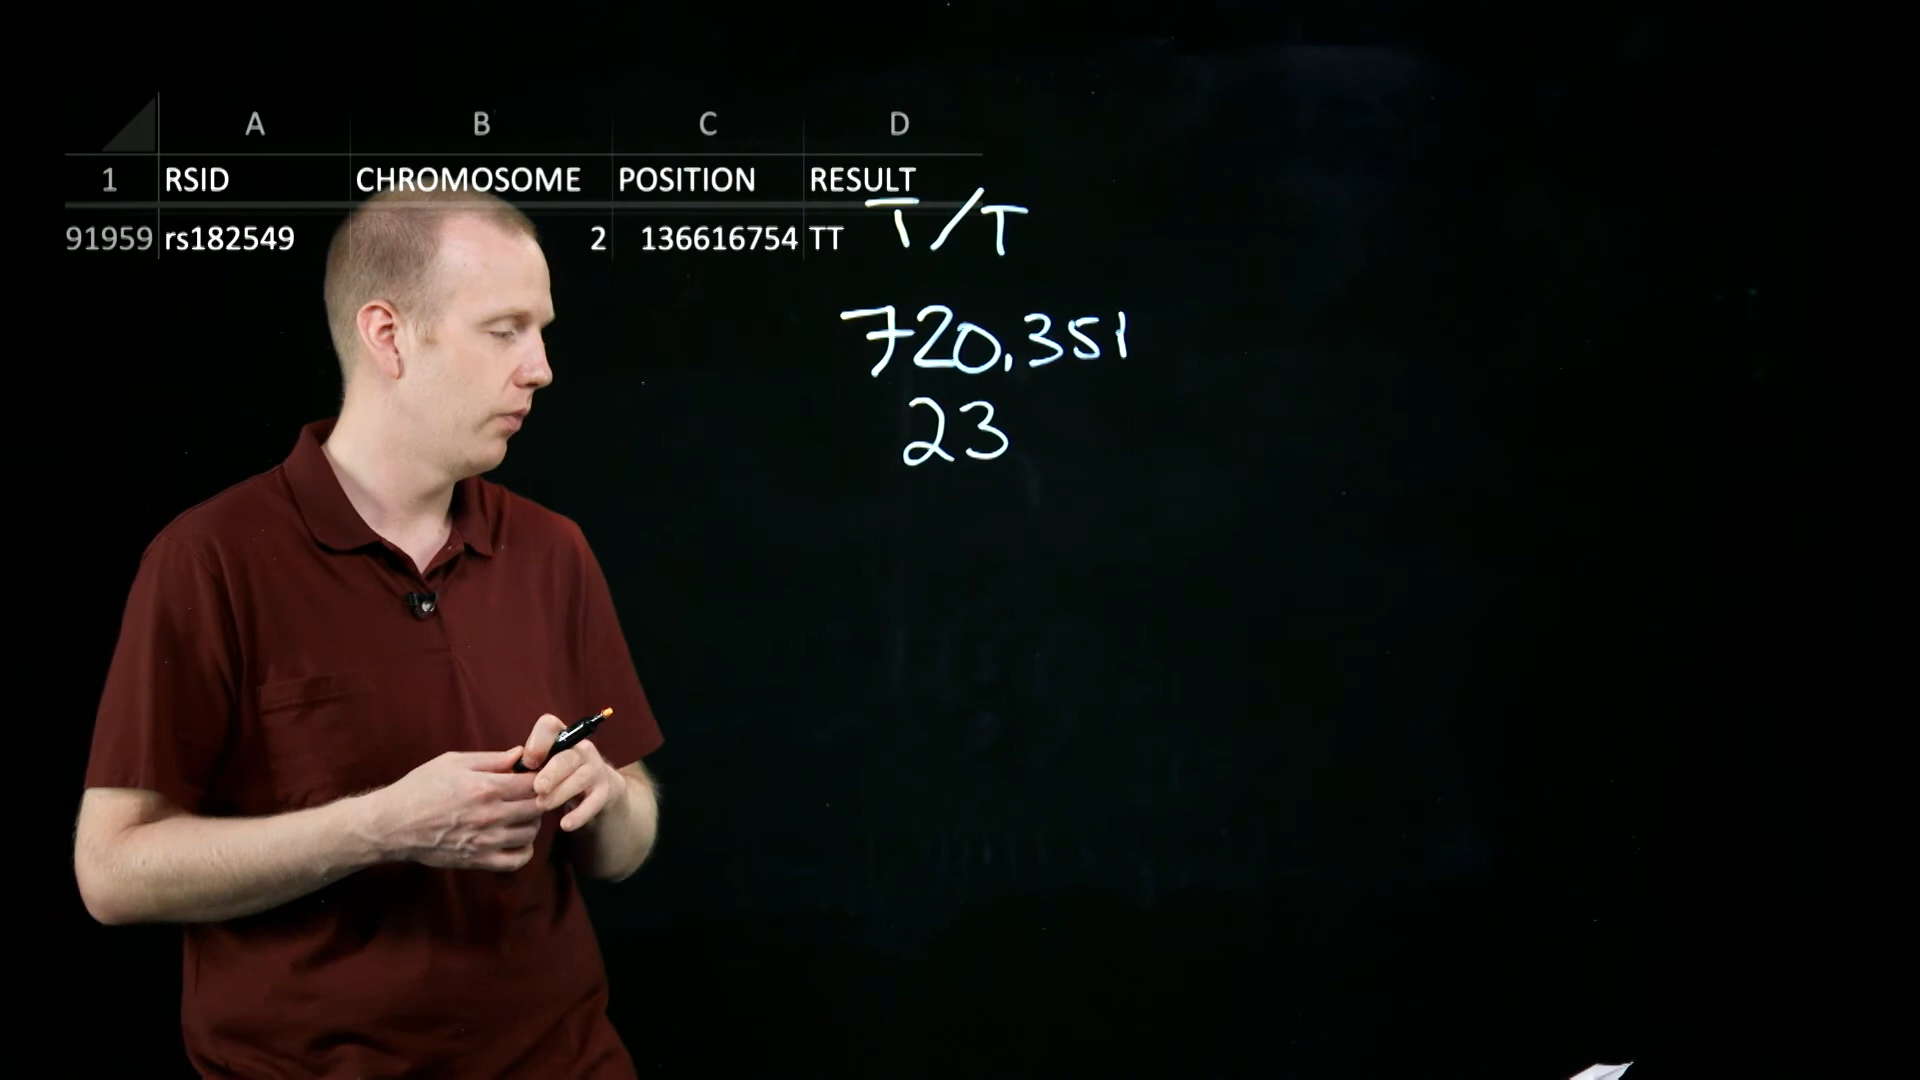 A B C D
1 RSID CHROMOSOME POSITION RESULT
91959 rs182549 2 136616754 TT
T/T
720,351
23